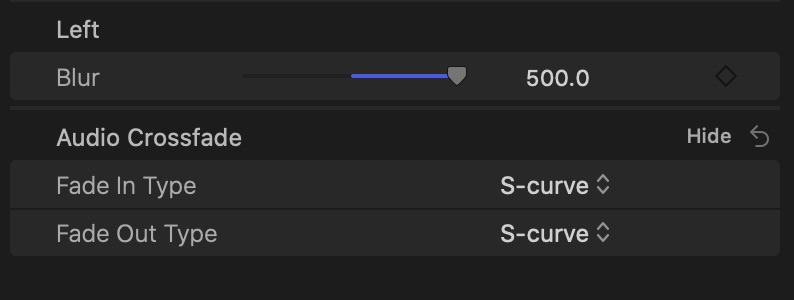 Left
Blur 500.0
Audio Crossfade Hide
Fade In Type S-curve
Fade Out Type S-curve